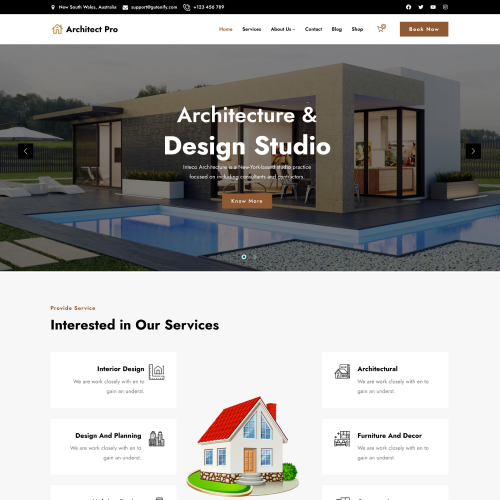 New South Wales, Australia
support@gatorify.com
+123 456 789
Architect Pro
Home
Services
About Us
Contact
Blog
Shop
Book Now
Architecture &
Design Studio
Inteco Architecture is a New-York-based studio practice
focused on including consultants and contractors.
Know More
Provide Service
Interested in Our Services
Interior Design
We are work closely with en to
gain an underst.
Architectural
We are work closely with en to
gain an underst.
Design And Planning
We are work closely with en to
gain an underst.
Furniture And Decor
We are work closely with en to
gain an underst.